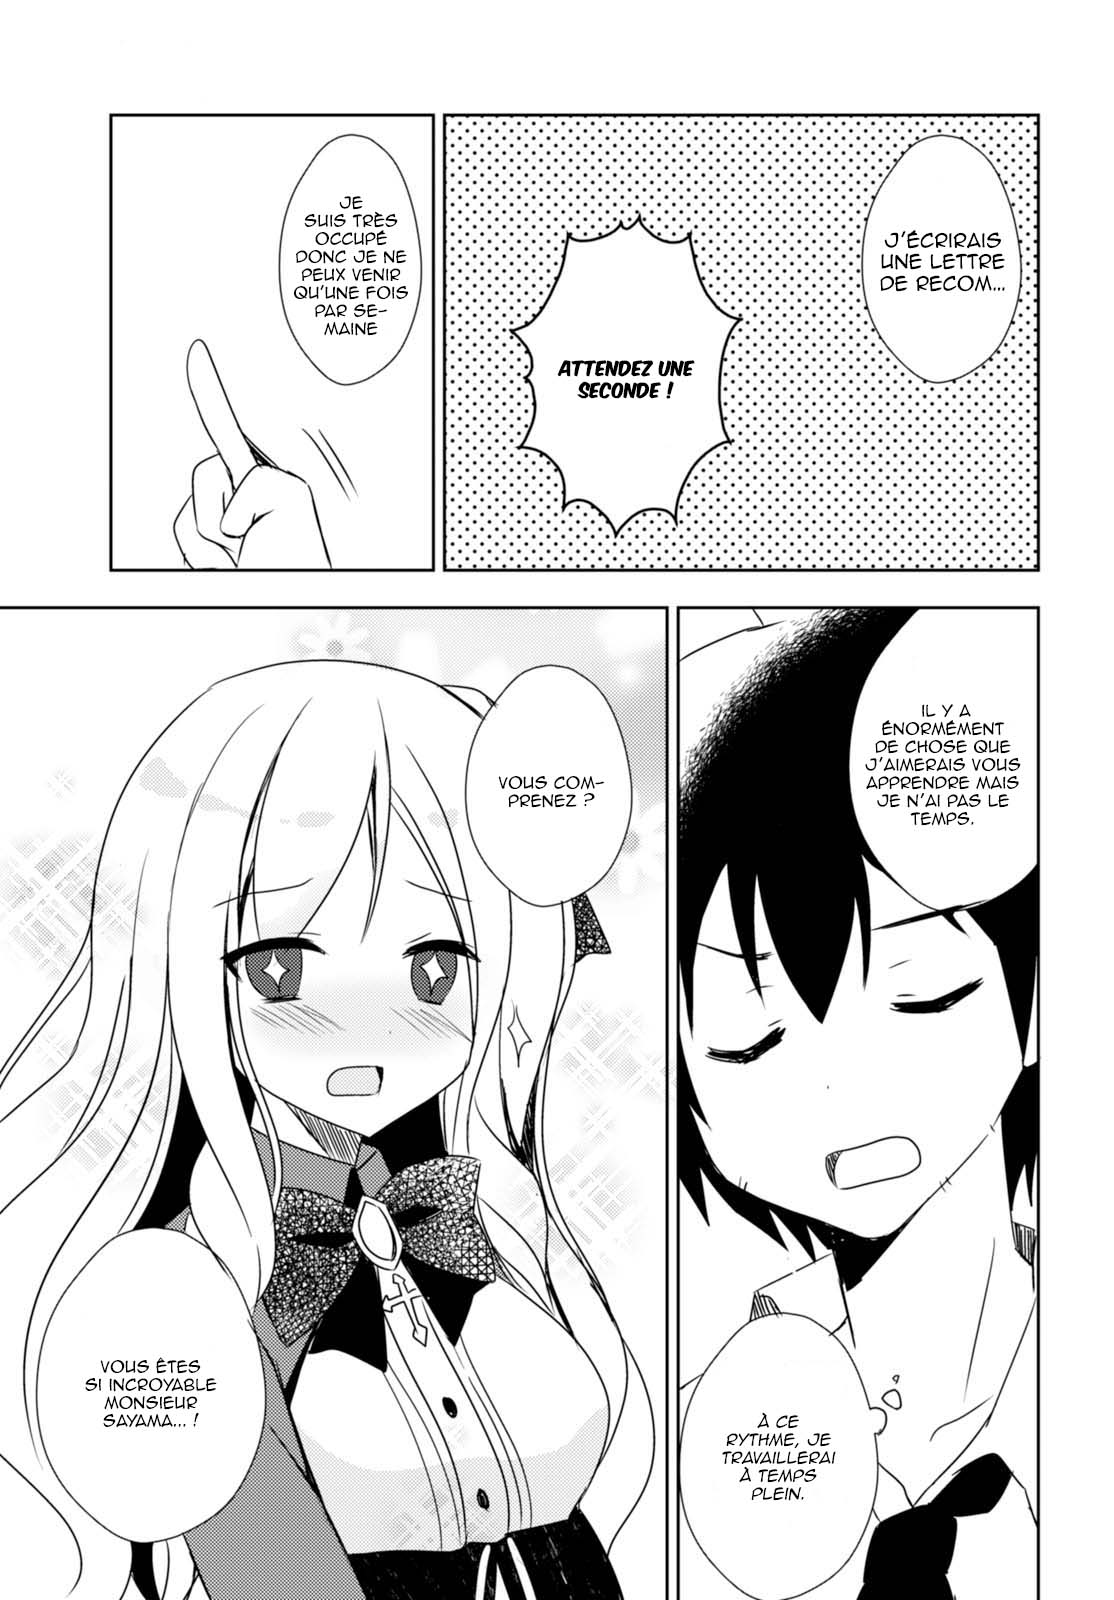 J'ÉCRIRAIS
UNE LETTRE
DE RECOM...
ATTENDEZ UNE
SECONDE !
JE
SUIS TRÈS
OCCUPÉ
DONC JE NE
PEUX VENIR
QU'UNE FOIS
PAR SE-
MAINE
IL Y A
ÉNORMÉMENT
DE CHOSE QUE
J'AIMERAIS VOUS
APPRENDRE MAIS
JE N'AI PAS LE
TEMPS.
À CE
RYTHME, JE
TRAVAILLERAI
À TEMPS
PLEIN.
VOUS COM-
PRENEZ ?
VOUS ÊTES
SI INCROYABLE
MONSIEUR
SAYAMA... !